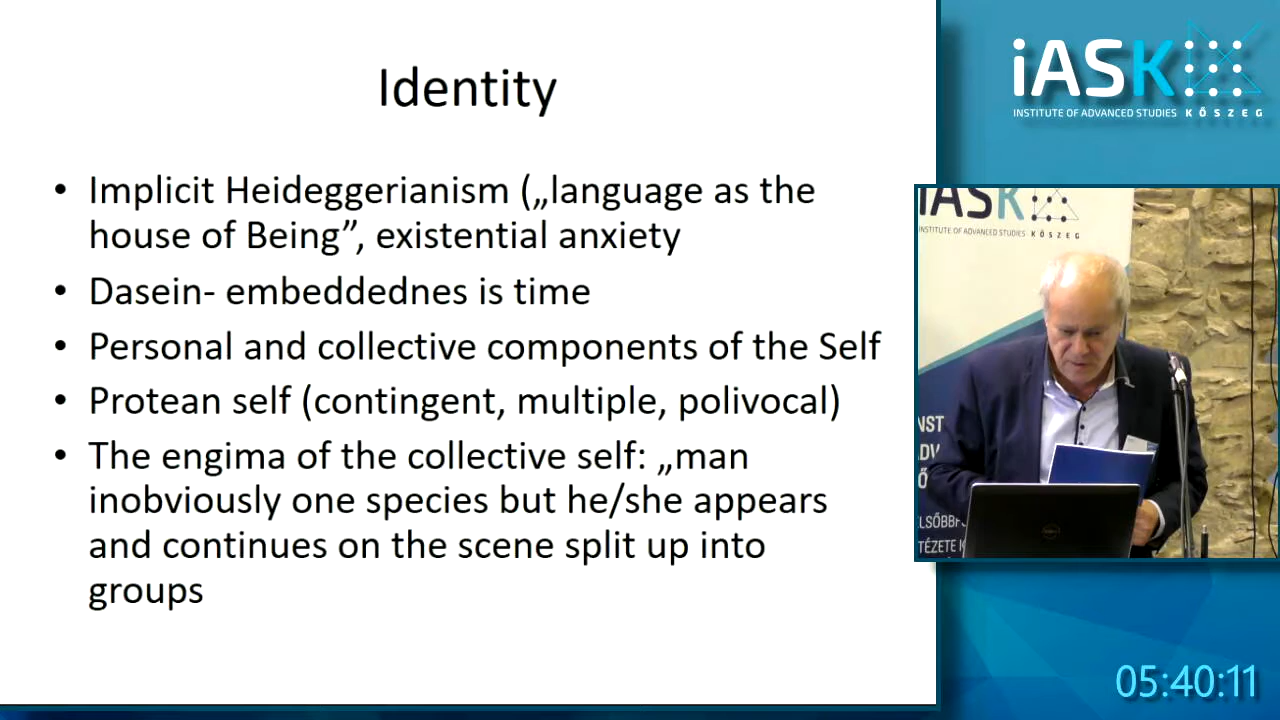 Identity
• Implicit Heideggerianism („language as the
house of Being”, existential anxiety
• Dasein- embeddednes is time
• Personal and collective components of the Self
• Protean self (contingent, multiple, polivocal)
• The engima of the collective self: „man
inobviously one species but he/she appears
and continues on the scene split up into
groups
iASK
INSTITUTE OF ADVANCED STUDIES KŐSZEG
iASK
INSTITUTE OF ADVANCED STUDIES KŐSZEG
05:40:11